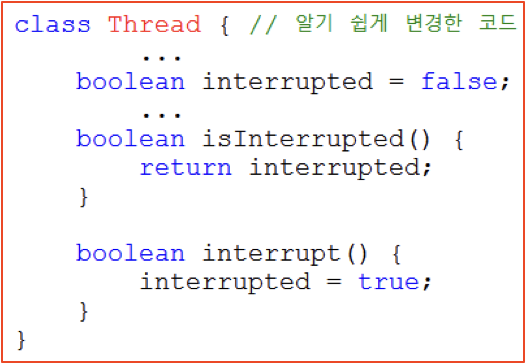 class Thread { // 알기 쉽게 변경한 코드
...
boolean interrupted = false;
...
boolean isInterrupted() {
return interrupted;
}
boolean interrupt() {
interrupted = true;
}
}